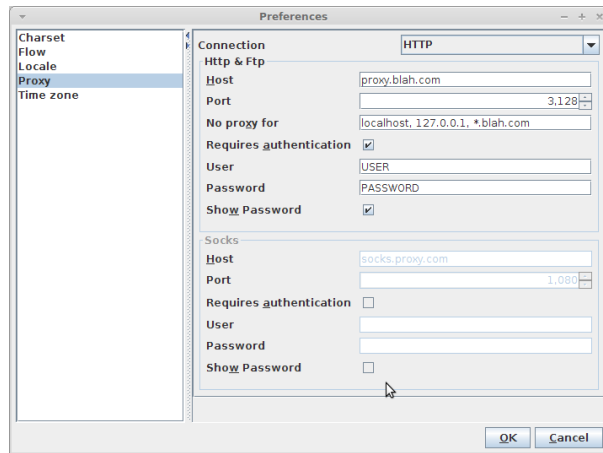 Preferences
Charset
Flow
Locale
Proxy
Time zone
Connection HTTP
Http & Ftp
Host proxy.blah.com
Port 3,128
No proxy for localhost, 127.0.0.1, *.blah.com
Requires authentication
User USER
Password PASSWORD
Show Password
Socks
Host socks.proxy.com
Port 1,080
Requires authentication
User
Password
Show Password
OK Cancel